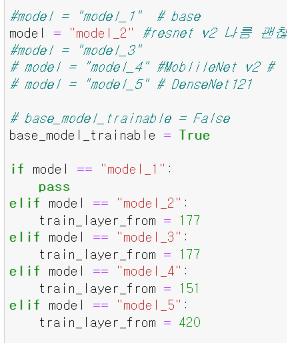 #model = "model_1" # base
model = "model_2" #resnet v2 나름 괜찮
#model = "model_3"
# model = "model_4" #MoblileNet v2 #
# model = "model_5" # DenseNet121
# base_model_trainable = False
base_model_trainable = True
if model == "model_1":
    pass
elif model == "model_2":
    train_layer_from = 177
elif model == "model_3":
    train_layer_from = 177
elif model == "model_4":
    train_layer_from = 151
elif model == "model_5":
    train_layer_from = 420